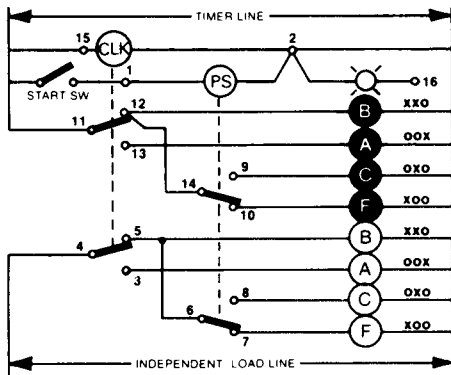 TIMER LINE
15 CLK 2
1 PS 16
START SW
12 B XXO
11
13 A OOX
9 C OXO
14
10 F XOO
5 B XXO
4
3 A OOX
8 C OXO
6
7 F XOO
INDEPENDENT LOAD LINE